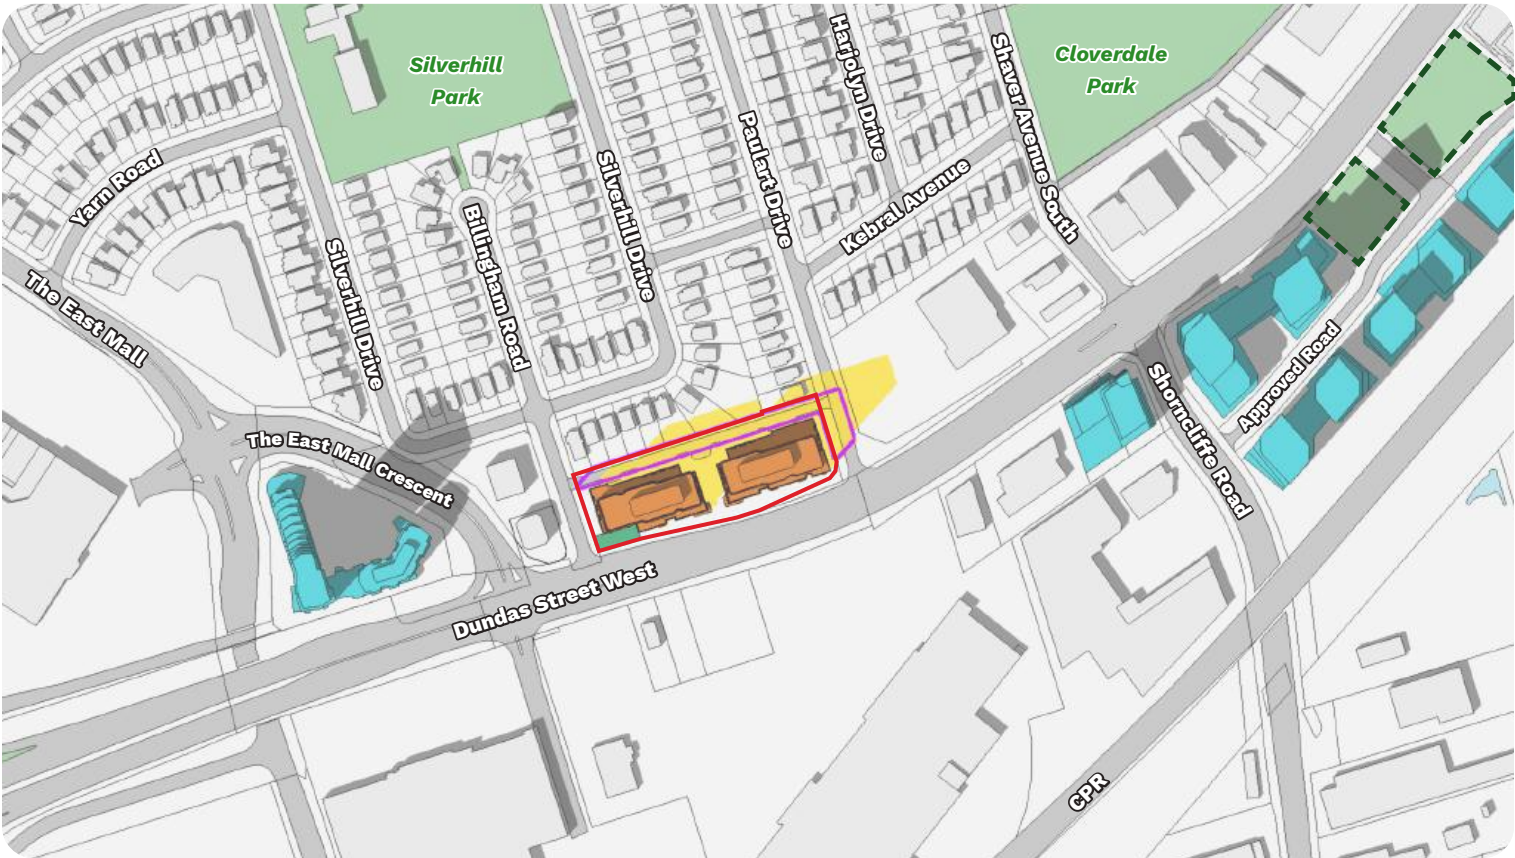 Silverhill
Park
Cloverdale
Park
Harjolyn Drive
Shaver Avenue South
Paulart Drive
Silverhill Drive
Kebral Avenue
Yarn Road
Billingham Road
Silverhill Drive
The East Mall
The East Mall Crescent
Approved Road
Shorncliffe Road
Dundas Street West
CPR